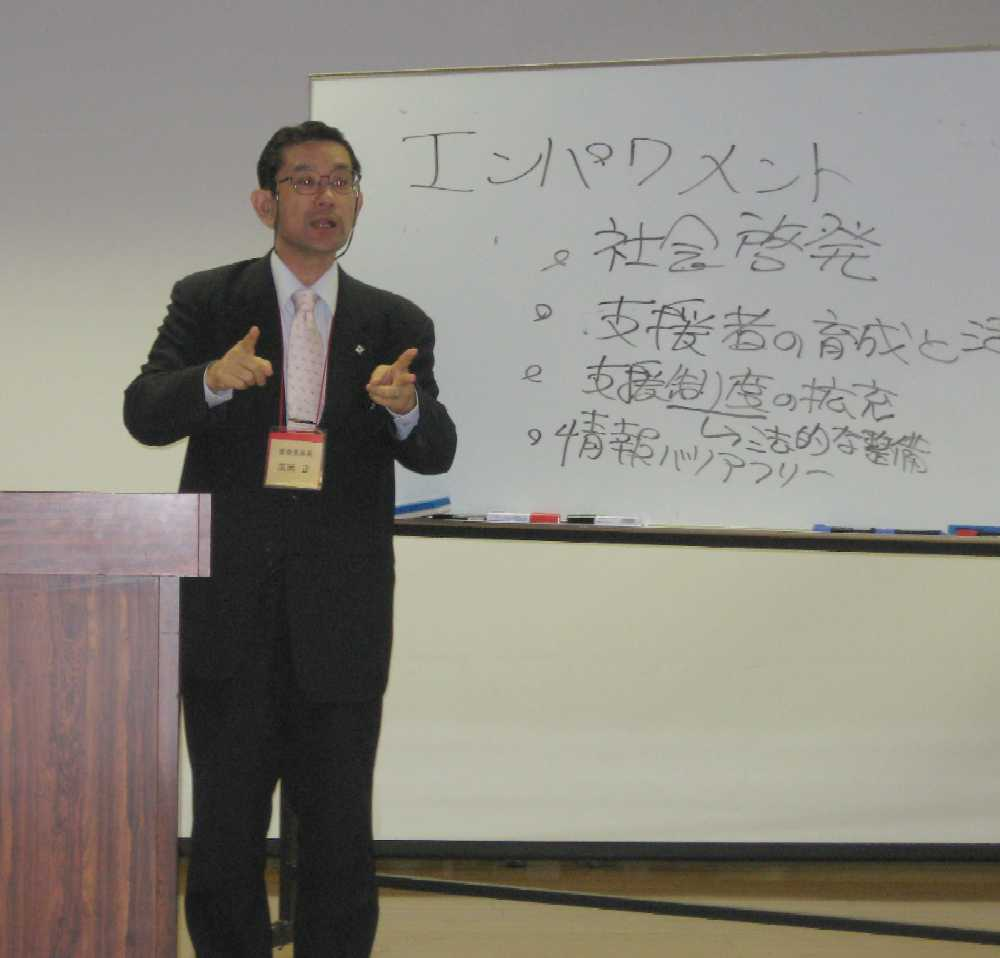 エンパワメント
社会啓発
支援者の育成と活
支援制度の拡充
↳法的な整備
情報バリアフリー